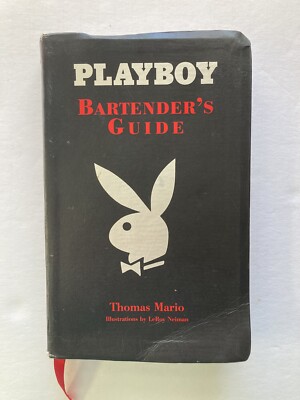 PLAYBOY
BARTENDER'S
GUIDE
Thomas Mario
Illustrations by LeRoy Neiman